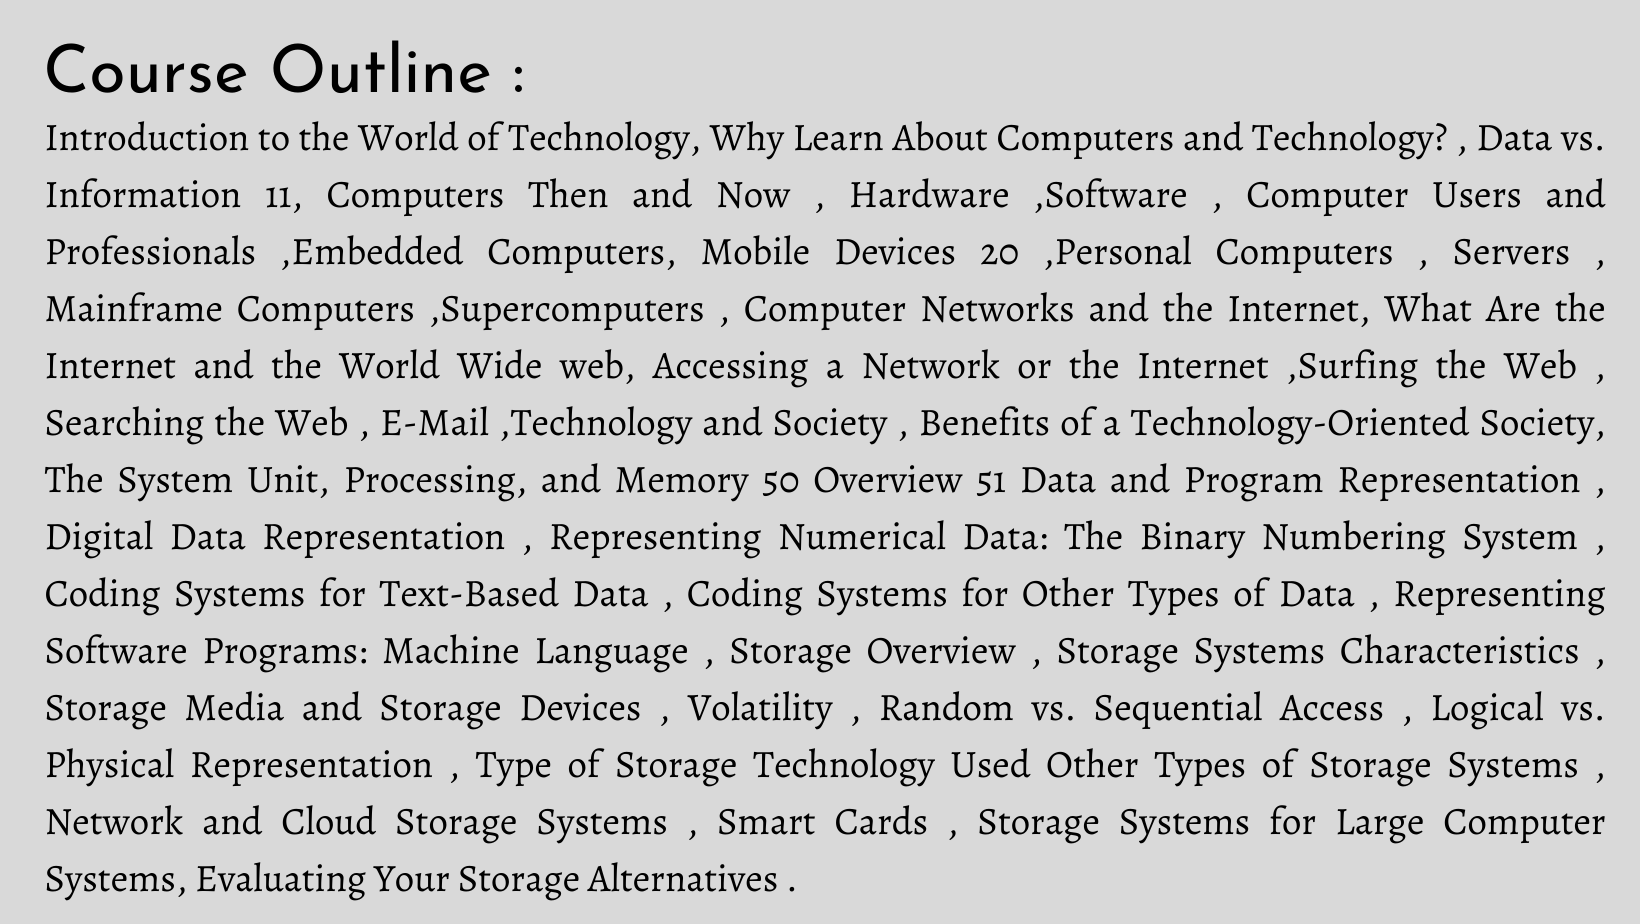 Course Outline :
Introduction to the World of Technology, Why Learn About Computers and Technology? , Data vs.
Information 11, Computers Then and Now , Hardware ,Software , Computer Users and
Professionals ,Embedded Computers, Mobile Devices 20 ,Personal Computers , Servers ,
Mainframe Computers ,Supercomputers , Computer Networks and the Internet, What Are the
Internet and the World Wide web, Accessing a Network or the Internet ,Surfing the Web ,
Searching the Web , E-Mail ,Technology and Society , Benefits of a Technology-Oriented Society,
The System Unit, Processing, and Memory 50 Overview 51 Data and Program Representation ,
Digital Data Representation , Representing Numerical Data: The Binary Numbering System ,
Coding Systems for Text-Based Data , Coding Systems for Other Types of Data , Representing
Software Programs: Machine Language , Storage Overview , Storage Systems Characteristics ,
Storage Media and Storage Devices , Volatility , Random vs. Sequential Access , Logical vs.
Physical Representation , Type of Storage Technology Used Other Types of Storage Systems ,
Network and Cloud Storage Systems , Smart Cards , Storage Systems for Large Computer
Systems, Evaluating Your Storage Alternatives .